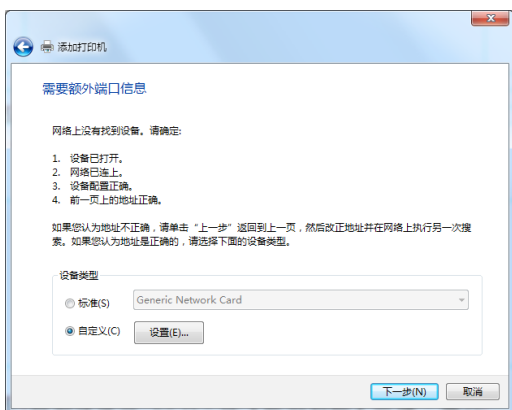 添加打印机
需要额外端口信息
网络上没有找到设备。请确定:
1. 设备已打开。
2. 网络已连上。
3. 设备配置正确。
4. 前一页上的地址正确。
如果您认为地址不正确，请单击“上一步”返回到上一页，然后改正地址并在网络上执行另一次搜
索。如果您认为地址是正确的，请选择下面的设备类型。
设备类型
标准(S) Generic Network Card
自定义(C) 设置(E)...
下一步(N) 取消